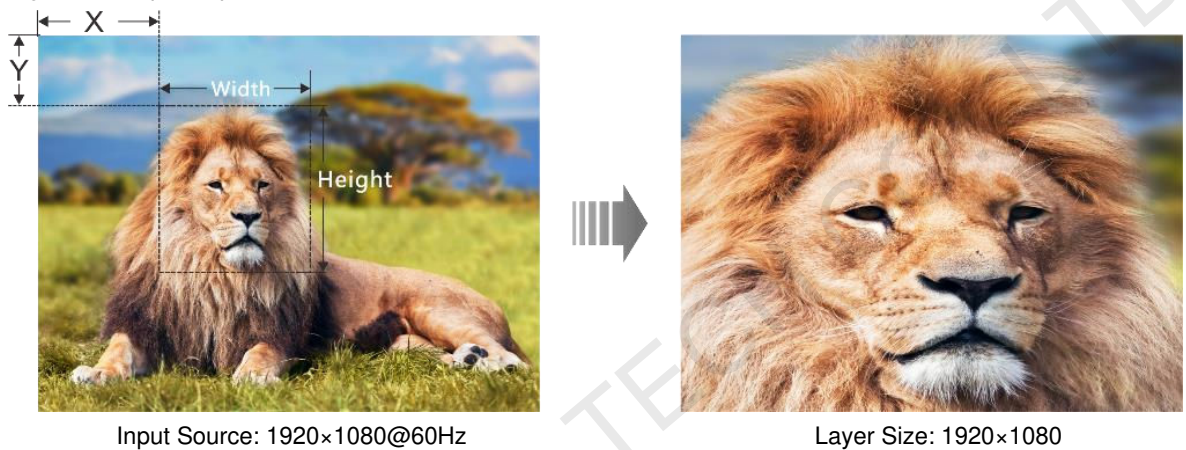 X
Y
Width
Height
Input Source: 1920×1080@60Hz
Layer Size: 1920×1080